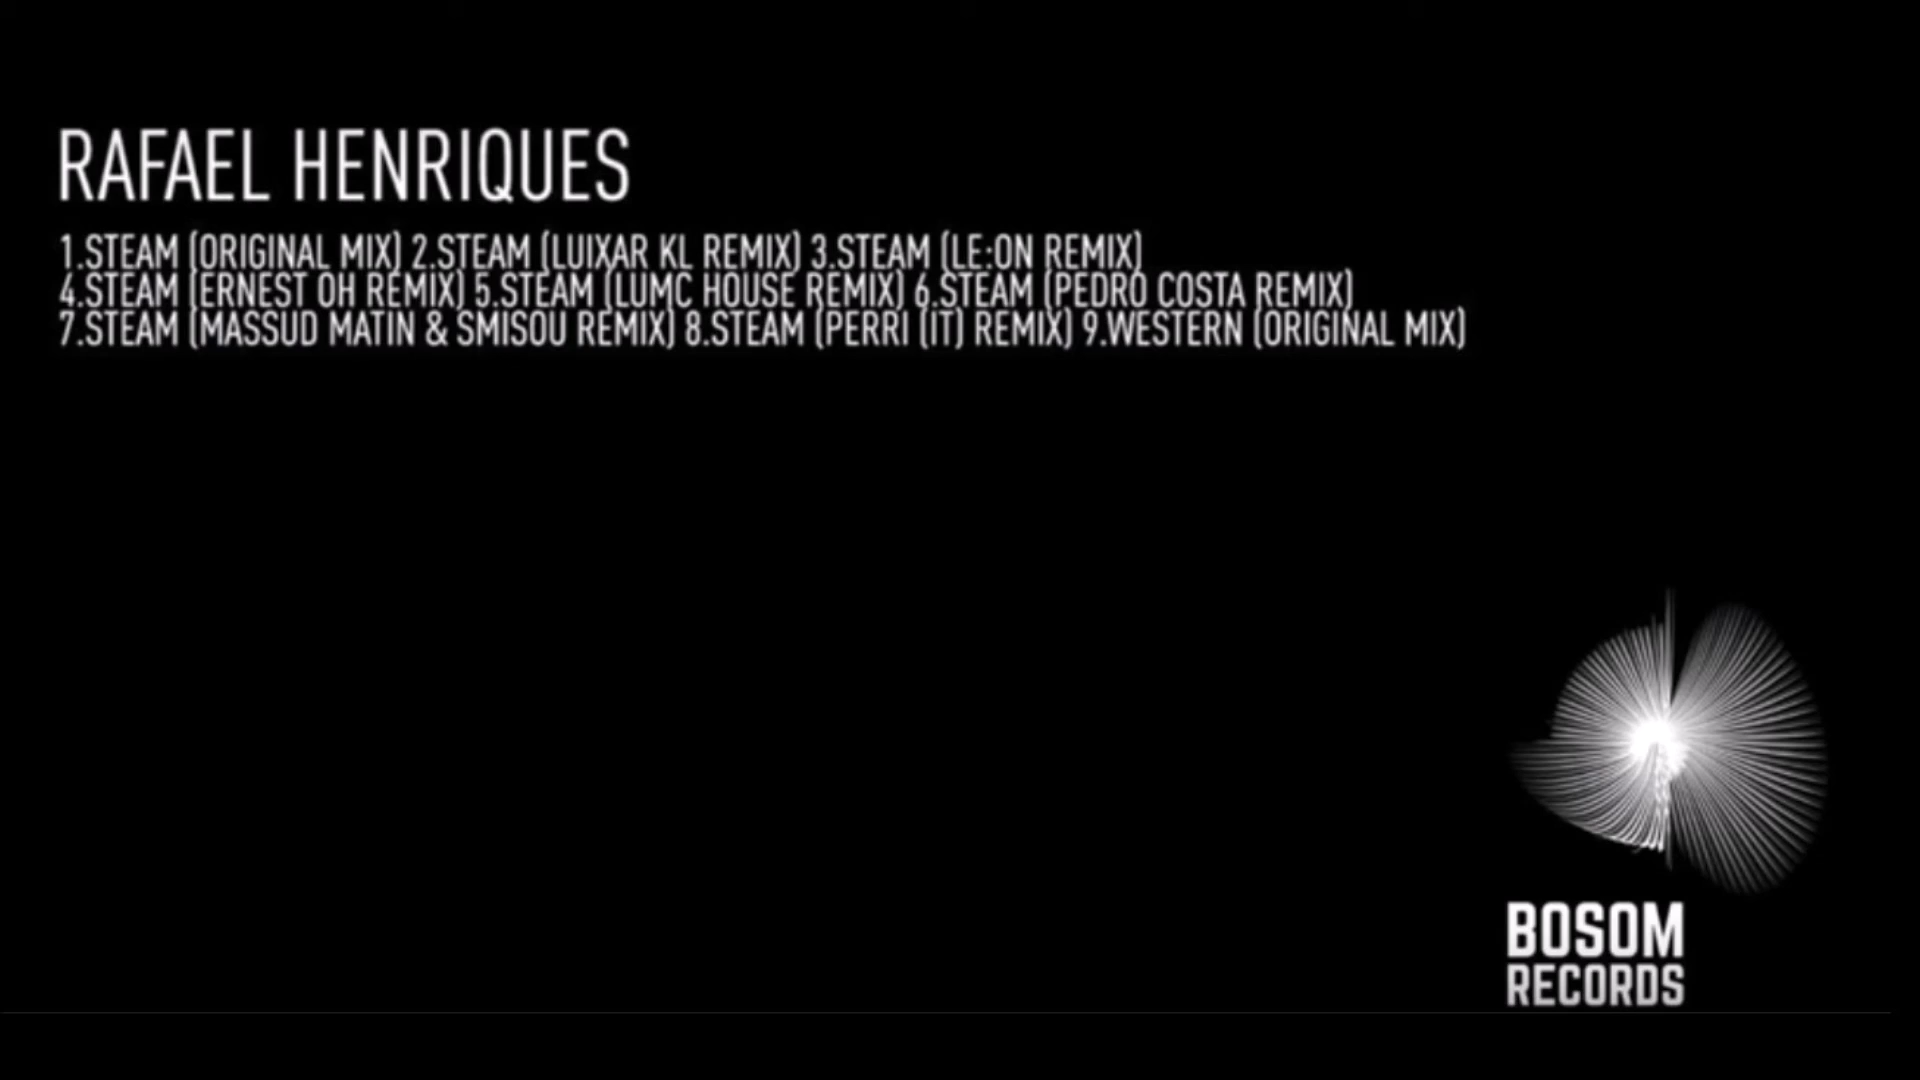 RAFAEL HENRIQUES
1.STEAM (ORIGINAL MIX) 2.STEAM (LUIXAR KL REMIX) 3.STEAM (LE:ON REMIX)
4.STEAM (ERNEST OH REMIX) 5.STEAM (LUMC HOUSE REMIX) 6.STEAM (PEDRO COSTA REMIX)
7.STEAM (MASSUD MATIN & SMISOU REMIX) 8.STEAM (PERRI (IT) REMIX) 9.WESTERN (ORIGINAL MIX)
BOSOM
RECORDS